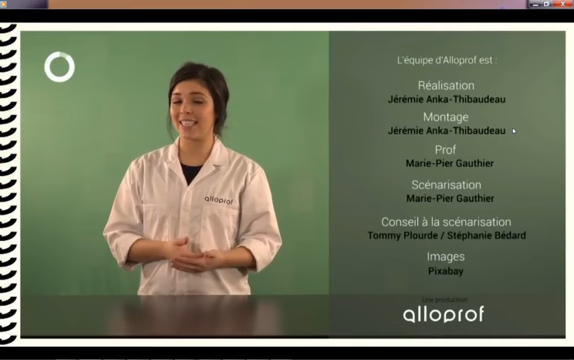 alloprof
L'équipe d'Alloprof est :
Réalisation
Jérémie Anka-Thibaudeau
Montage
Jérémie Anka-Thibaudeau
Prof
Marie-Pier Gauthier
Scénarisation
Marie-Pier Gauthier
Conseil à la scénarisation
Tommy Plourde / Stéphanie Bédard
Images
Pixabay
Une production
alloprof